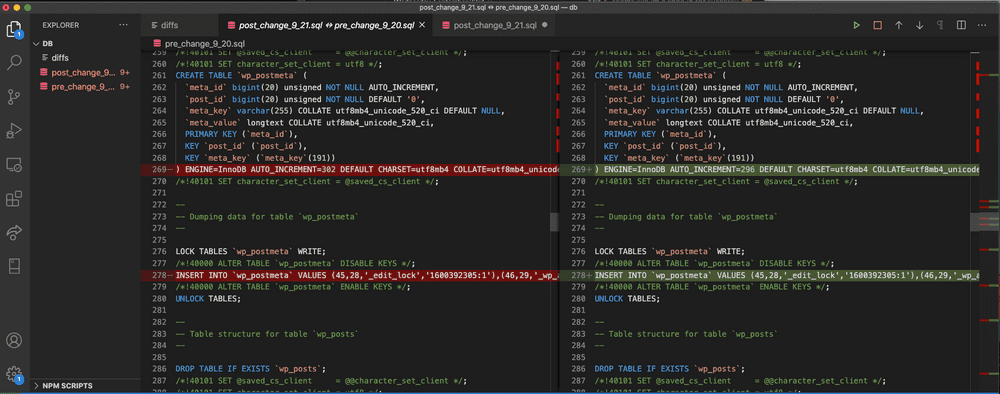 post_change_9_21.sql ↔ pre_change_9_20.sql — db
EXPLORER
DB
diffs
post_change_9... 9+
pre_change_9_... 9+
NPM SCRIPTS
1
1
diffs
post_change_9_21.sql ↔ pre_change_9_20.sql
post_change_9_21.sql
pre_change_9_20.sql
259 /*!40101 SET @saved_cs_client     = @@character_set_client */;
260 /*!40101 SET character_set_client = utf8 */;
261 CREATE TABLE `wp_postmeta` (
262   `meta_id` bigint(20) unsigned NOT NULL AUTO_INCREMENT,
263   `post_id` bigint(20) unsigned NOT NULL DEFAULT '0',
264   `meta_key` varchar(255) COLLATE utf8mb4_unicode_520_ci DEFAULT NULL,
265   `meta_value` longtext COLLATE utf8mb4_unicode_520_ci,
266   PRIMARY KEY (`meta_id`),
267   KEY `post_id` (`post_id`),
268   KEY `meta_key` (`meta_key`(191))
269- ) ENGINE=InnoDB AUTO_INCREMENT=302 DEFAULT CHARSET=utf8mb4 COLLATE=utf8mb4_unicode
270 /*!40101 SET character_set_client = @saved_cs_client */;
271
272 --
273 -- Dumping data for table `wp_postmeta`
274 --
275
276 LOCK TABLES `wp_postmeta` WRITE;
277 /*!40000 ALTER TABLE `wp_postmeta` DISABLE KEYS */;
278- INSERT INTO `wp_postmeta` VALUES (45,28,'_edit_lock','1600392305:1'),(46,29,'_wp_a
279 /*!40000 ALTER TABLE `wp_postmeta` ENABLE KEYS */;
280 UNLOCK TABLES;
281
282 --
283 -- Table structure for table `wp_posts`
284 --
285
286 DROP TABLE IF EXISTS `wp_posts`;
287 /*!40101 SET @saved_cs_client     = @@character_set_client */;
288 /*!40101 SET character_set_client = utf8 */;
/*!40101 SET @saved_cs_client     = @@character_set_client */;
260 /*!40101 SET character_set_client = utf8 */;
261 CREATE TABLE `wp_postmeta` (
262   `meta_id` bigint(20) unsigned NOT NULL AUTO_INCREMENT,
263   `post_id` bigint(20) unsigned NOT NULL DEFAULT '0',
264   `meta_key` varchar(255) COLLATE utf8mb4_unicode_520_ci DEFAULT NULL,
265   `meta_value` longtext COLLATE utf8mb4_unicode_520_ci,
266   PRIMARY KEY (`meta_id`),
267   KEY `post_id` (`post_id`),
268   KEY `meta_key` (`meta_key`(191))
269+ ) ENGINE=InnoDB AUTO_INCREMENT=296 DEFAULT CHARSET=utf8mb4 COLLATE=utf8mb4_unicode
270 /*!40101 SET character_set_client = @saved_cs_client */;
271
272 --
273 -- Dumping data for table `wp_postmeta`
274 --
275
276 LOCK TABLES `wp_postmeta` WRITE;
277 /*!40000 ALTER TABLE `wp_postmeta` DISABLE KEYS */;
278+ INSERT INTO `wp_postmeta` VALUES (45,28,'_edit_lock','1600392305:1'),(46,29,'_wp_a
279 /*!40000 ALTER TABLE `wp_postmeta` ENABLE KEYS */;
280 UNLOCK TABLES;
281
282 --
283 -- Table structure for table `wp_posts`
284 --
285
286 DROP TABLE IF EXISTS `wp_posts`;
287 /*!40101 SET @saved_cs_client     = @@character_set_client */;
288 /*!40101 SET character_set_client = utf8 */;